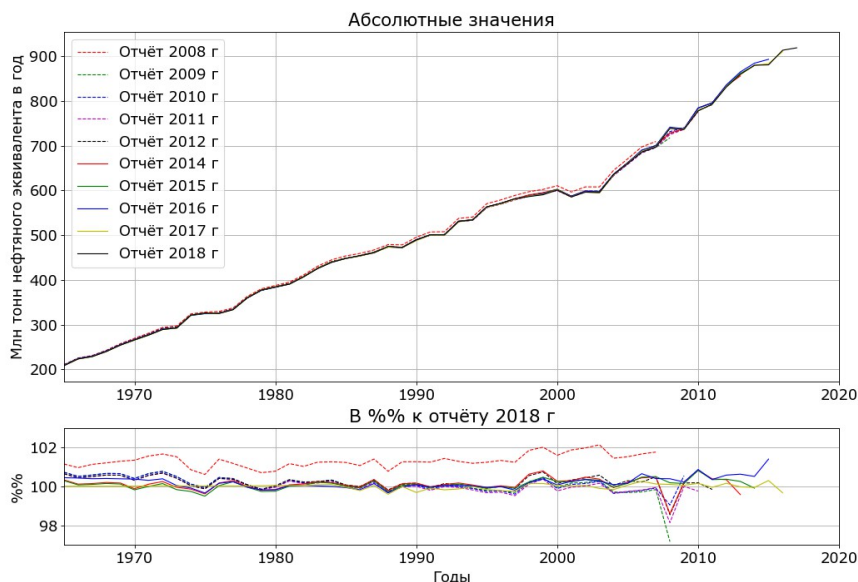 Абсолютные значения
Млн тонн нефтяного эквивалента в год
900
800
700
600
500
400
300
200
Отчёт 2008 г
Отчёт 2009 г
Отчёт 2010 г
Отчёт 2011 г
Отчёт 2012 г
Отчёт 2014 г
Отчёт 2015 г
Отчёт 2016 г
Отчёт 2017 г
Отчёт 2018 г
1970 1980 1990 2000 2010 2020
В %% к отчёту 2018 г
%%
102
100
98
1970 1980 1990 2000 2010 2020
Годы